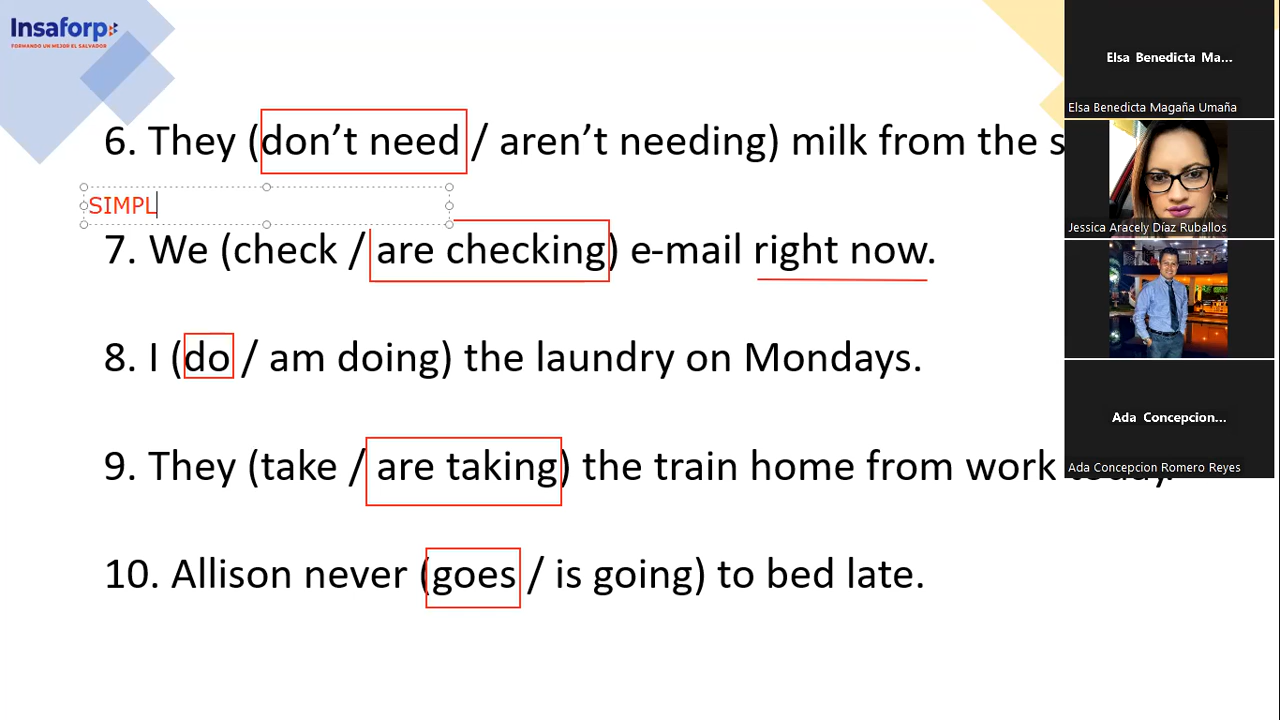 Insaforp
FORMANDO UN MEJOR EL SALVADOR
6. They (don't need / aren't needing) milk from the s
SIMPL
7. We (check / are checking) e-mail right now.
8. I (do / am doing) the laundry on Mondays.
9. They (take / are taking) the train home from work today.
10. Allison never (goes / is going) to bed late.
Elsa Benedicta Ma...
Elsa Benedicta Magaña Umaña
Jessica Aracely Díaz Ruballos
Ada Concepcion...
Ada Concepcion Romero Reyes